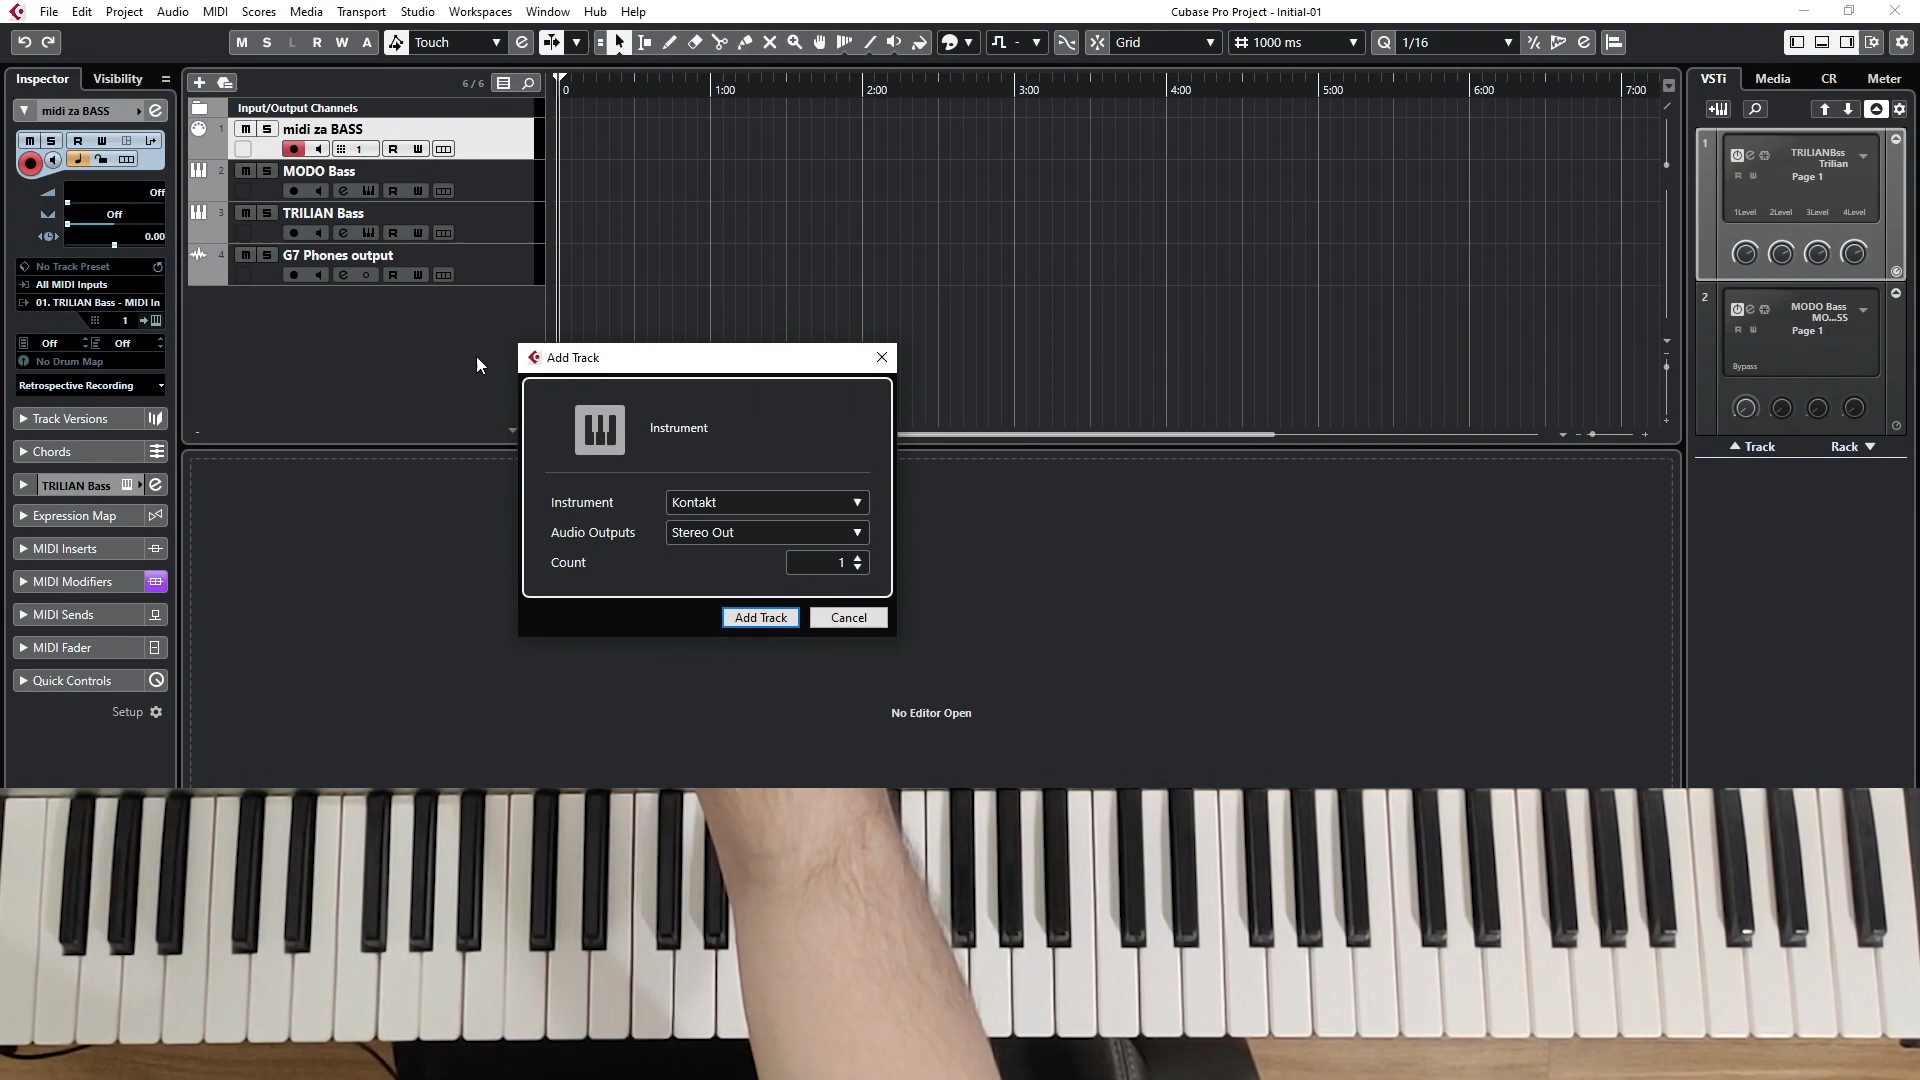 File Edit Project Audio MIDI Scores Media Transport Studio Workspaces Window Hub Help
Cubase Pro Project - Initial-01
M S L R W A Touch Grid 1000 ms Q 1/16
Inspector Visibility
6 / 6
0 1:00 2:00 3:00 4:00 5:00 6:00 7:00
VSTi Media CR Meter
midi za BASS
Input/Output Channels
1 m S midi za BASS
1 R W
2 m S MODO Bass
R W
3 m S TRILIAN Bass
R W
4 m S G7 Phones output
R W
m S R W
Off
Off
0.00
No Track Preset
All MIDI Inputs
01. TRILIAN Bass - MIDI In
1
Off Off
No Drum Map
Retrospective Recording
Track Versions
Chords
TRILIAN Bass
Expression Map
MIDI Inserts
MIDI Modifiers
MIDI Sends
MIDI Fader
Quick Controls
Setup
Add Track
Instrument
Instrument Kontakt
Audio Outputs Stereo Out
Count 1
Add Track Cancel
No Editor Open
1 TRILIANBss
Trilian
R W Page 1
1Level 2Level 3Level 4Level
2 MODO Bass
MO...SS
R W Page 1
Bypass
Track Rack